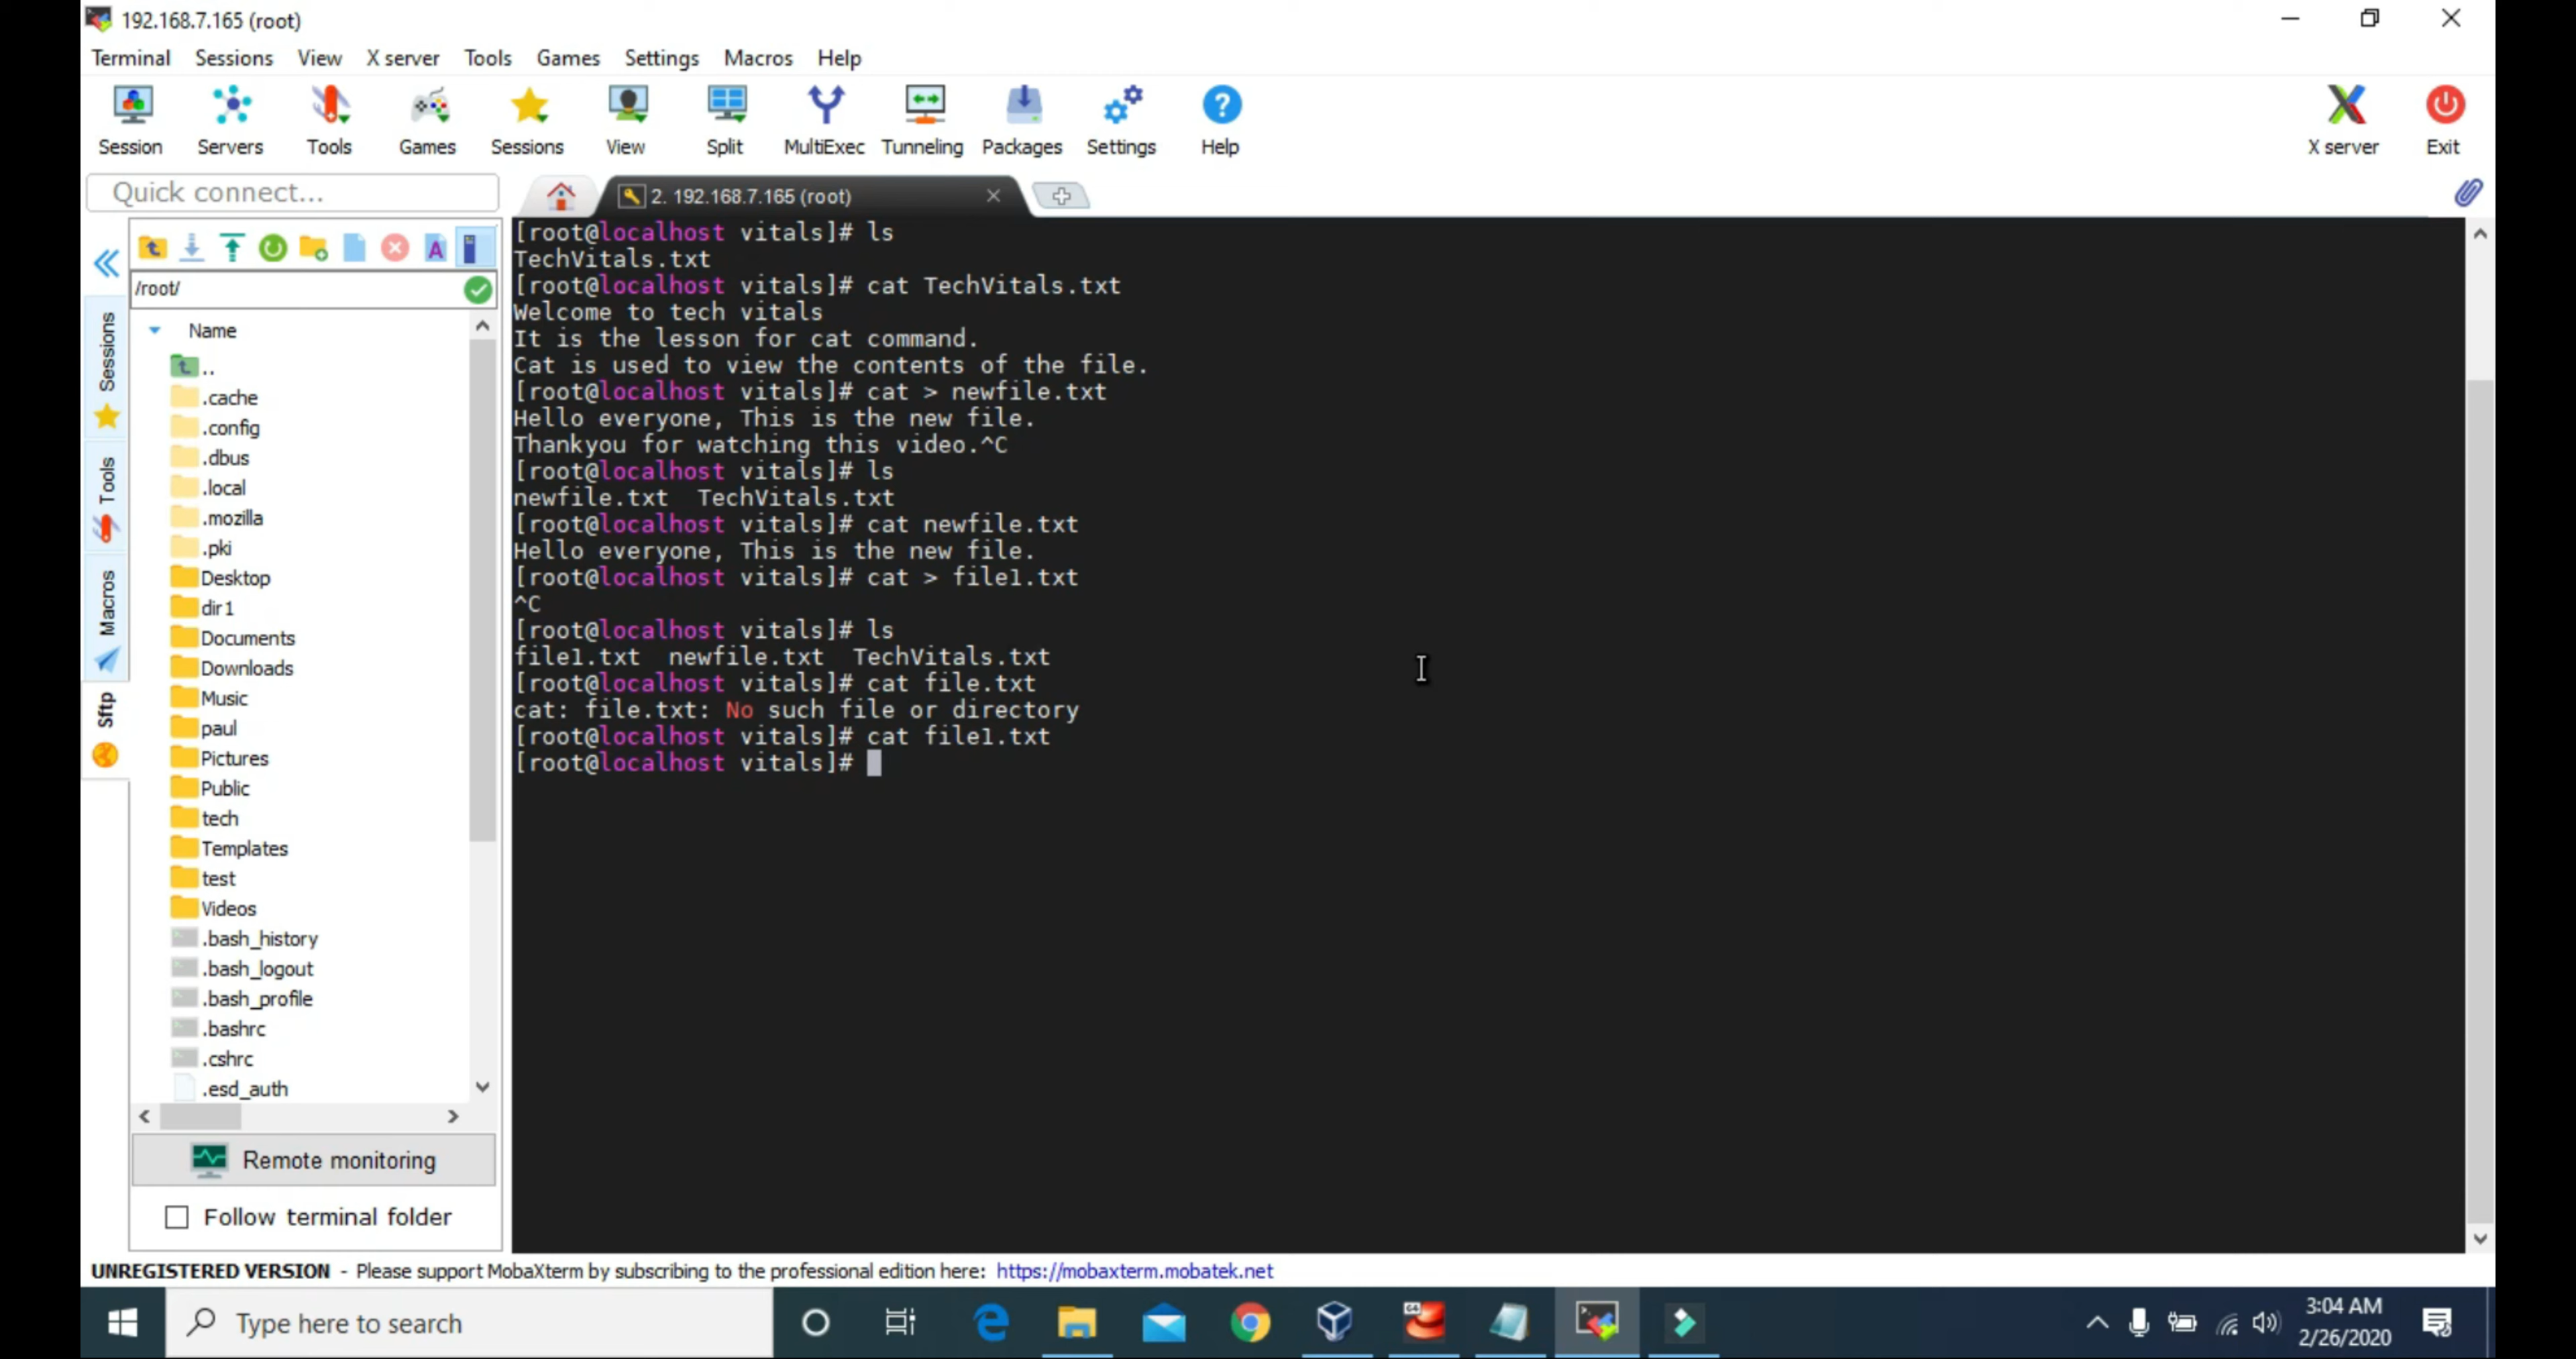 192.168.7.165 (root)
Terminal Sessions View X server Tools Games Settings Macros Help
Session Servers Tools Games Sessions View Split MultiExec Tunneling Packages Settings Help X server Exit
Quick connect...
2. 192.168.7.165 (root)
/root/
Name
..
.cache
.config
.dbus
.local
.mozilla
.pki
Desktop
dir1
Documents
Downloads
Music
paul
Pictures
Public
tech
Templates
test
Videos
.bash_history
.bash_logout
.bash_profile
.bashrc
.cshrc
.esd_auth
Sessions
Tools
Macros
Sftp
Remote monitoring
Follow terminal folder
[root@localhost vitals]# ls
TechVitals.txt
[root@localhost vitals]# cat TechVitals.txt
Welcome to tech vitals
It is the lesson for cat command.
Cat is used to view the contents of the file.
[root@localhost vitals]# cat > newfile.txt
Hello everyone, This is the new file.
Thankyou for watching this video.^C
[root@localhost vitals]# ls
newfile.txt  TechVitals.txt
[root@localhost vitals]# cat newfile.txt
Hello everyone, This is the new file.
[root@localhost vitals]# cat > file1.txt
^C
[root@localhost vitals]# ls
file1.txt  newfile.txt  TechVitals.txt
[root@localhost vitals]# cat file.txt
cat: file.txt: No such file or directory
[root@localhost vitals]# cat file1.txt
[root@localhost vitals]#
UNREGISTERED VERSION - Please support MobaXterm by subscribing to the professional edition here: https://mobaxterm.mobatek.net
Type here to search
3:04 AM
2/26/2020